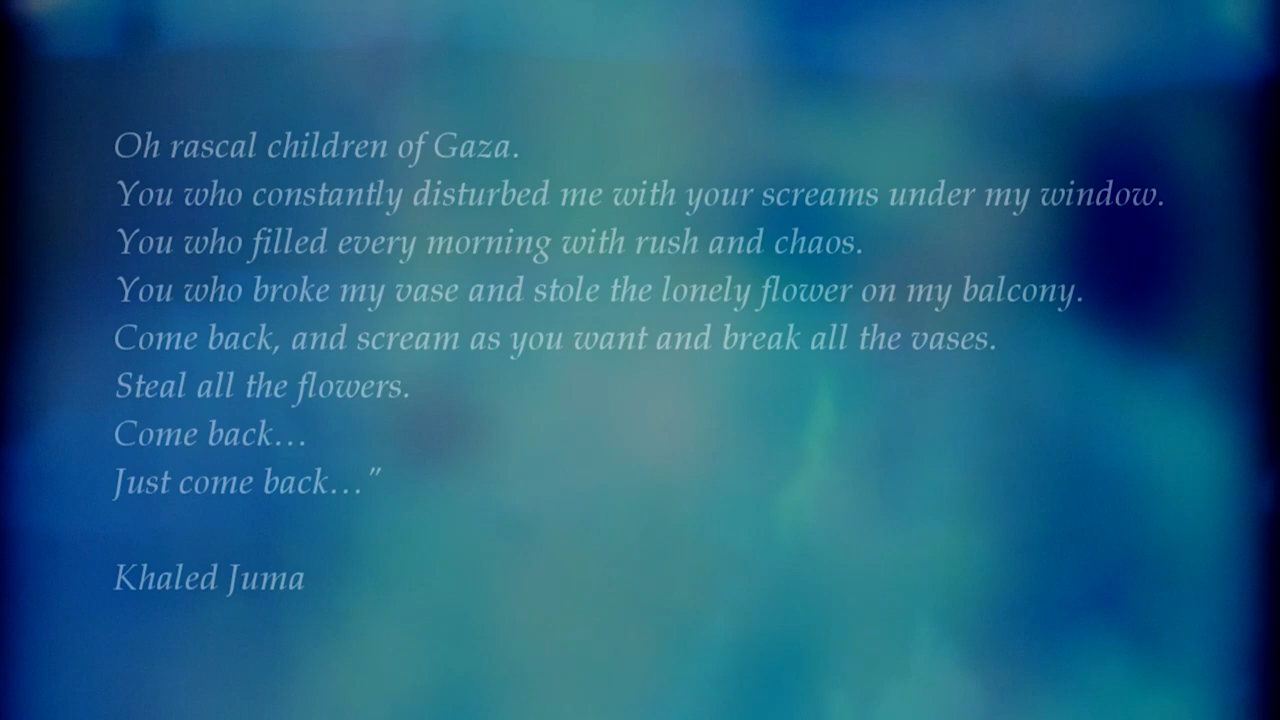 Oh rascal children of Gaza.
You who constantly disturbed me with your screams under my window.
You who filled every morning with rush and chaos.
You who broke my vase and stole the lonely flower on my balcony.
Come back, and scream as you want and break all the vases.
Steal all the flowers.
Come back…
Just come back…”
Khaled Juma